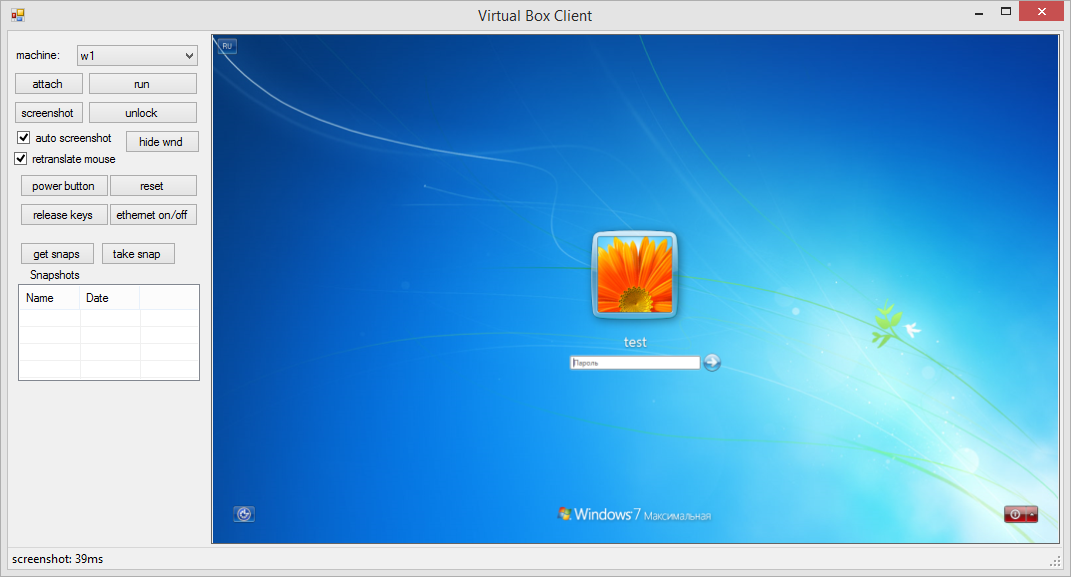 Virtual Box Client
machine: w1
attach run
screenshot unlock
auto screenshot hide wnd
retranslate mouse
power button reset
release keys ethernet on/off
get snaps take snap
Snapshots
Name Date
RU
test
Пароль
Windows 7 Максимальная
screenshot: 39ms